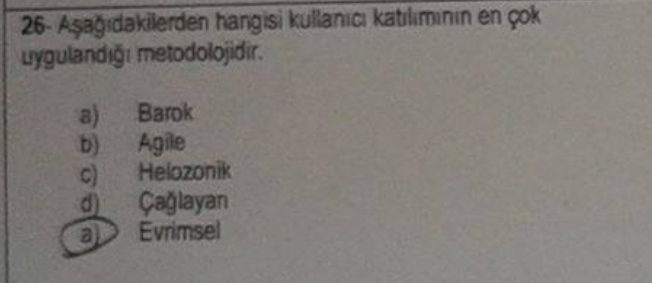 26- Aşağıdakilerden hangisi kullanıcı katılımının en çok
uygulandığı metodolojidir.
a) Barok
b) Agile
c) Helozonik
d) Çağlayan
a) Evrimsel